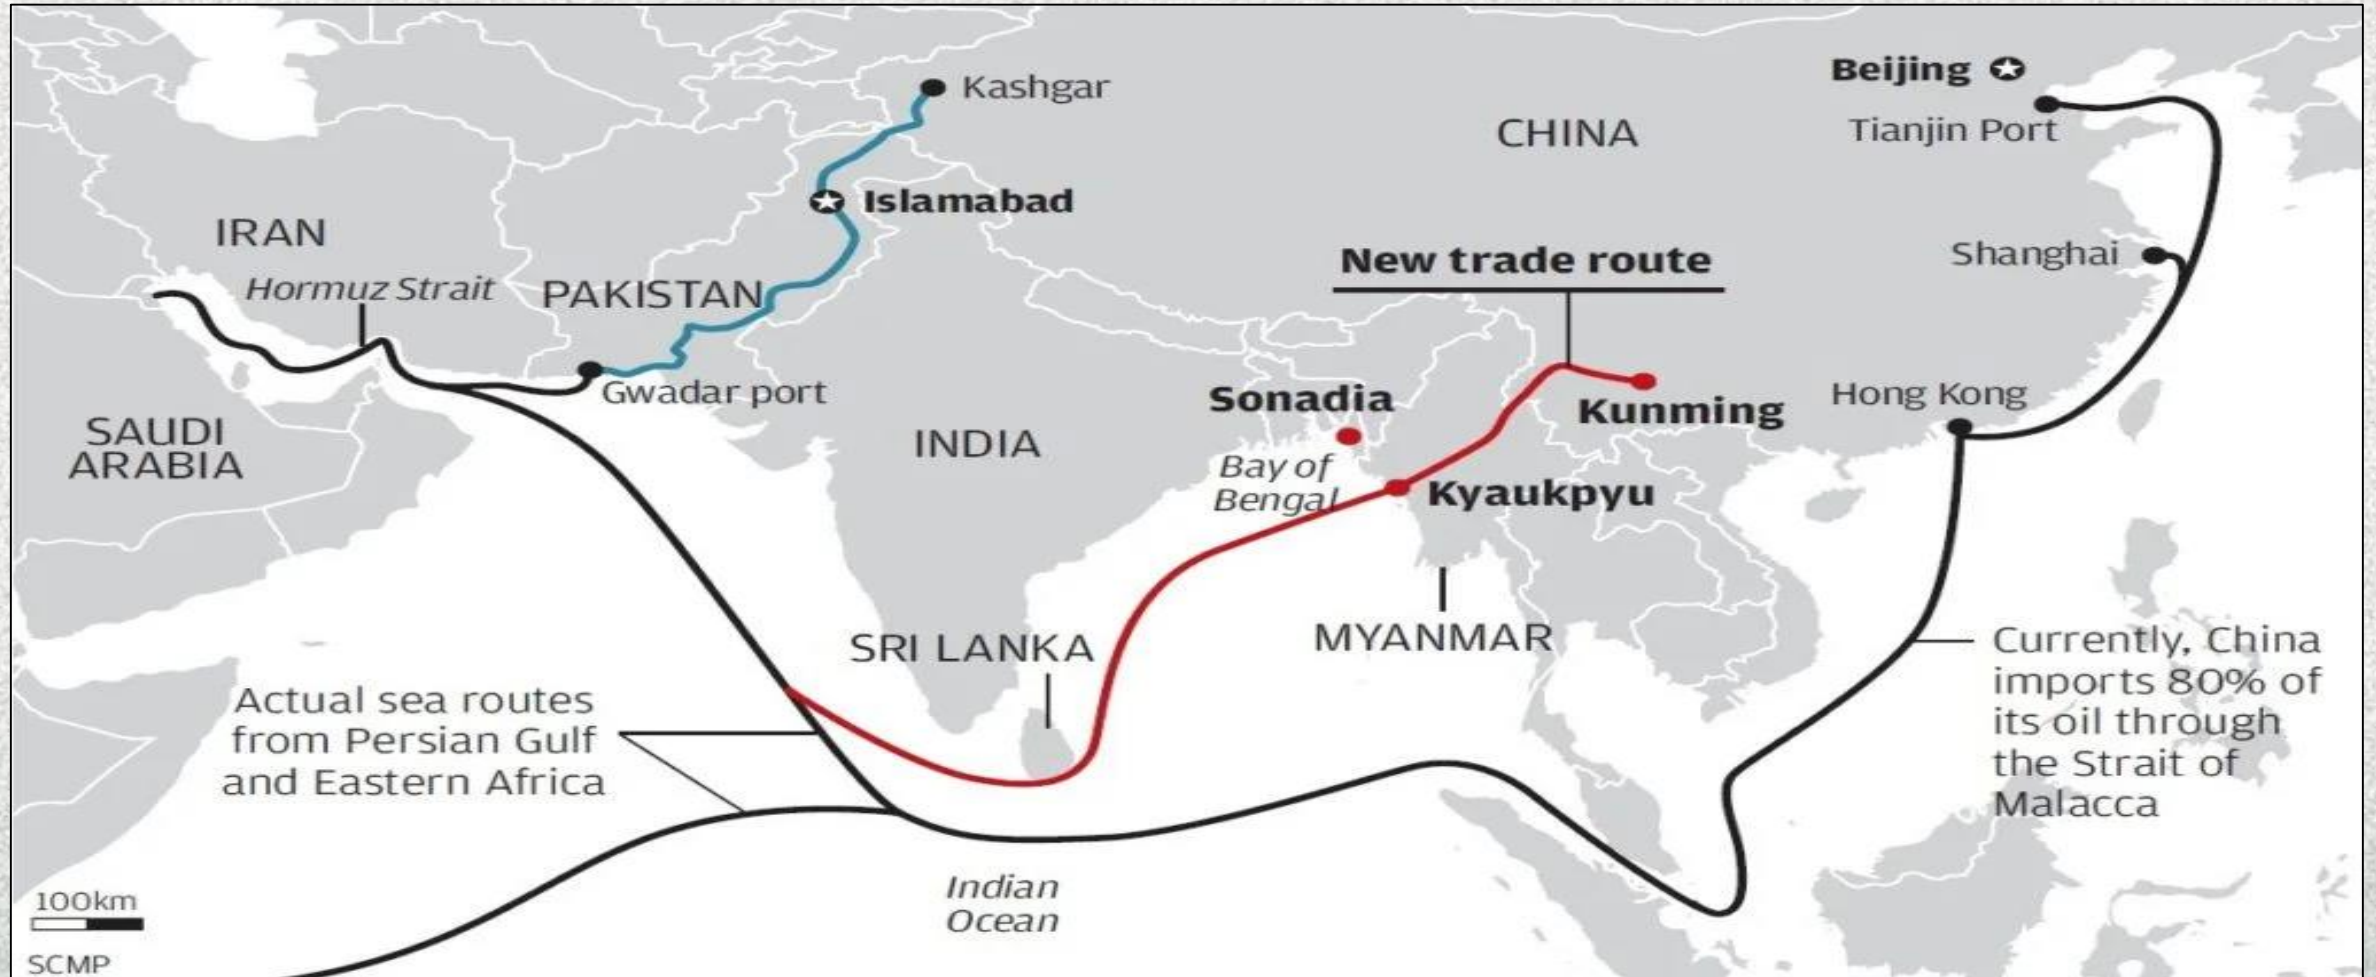 Kashgar
Beijing
Tianjin Port
CHINA
Islamabad
IRAN
Hormuz Strait
PAKISTAN
New trade route
Shanghai
Gwadar port
Sonadia
Kunming
Hong Kong
SAUDI
ARABIA
INDIA
Bay of
Bengal
Kyaukpyu
SRI LANKA
MYANMAR
Currently, China
imports 80% of
its oil through
the Strait of
Malacca
Actual sea routes
from Persian Gulf
and Eastern Africa
Indian
Ocean
100km
SCMP